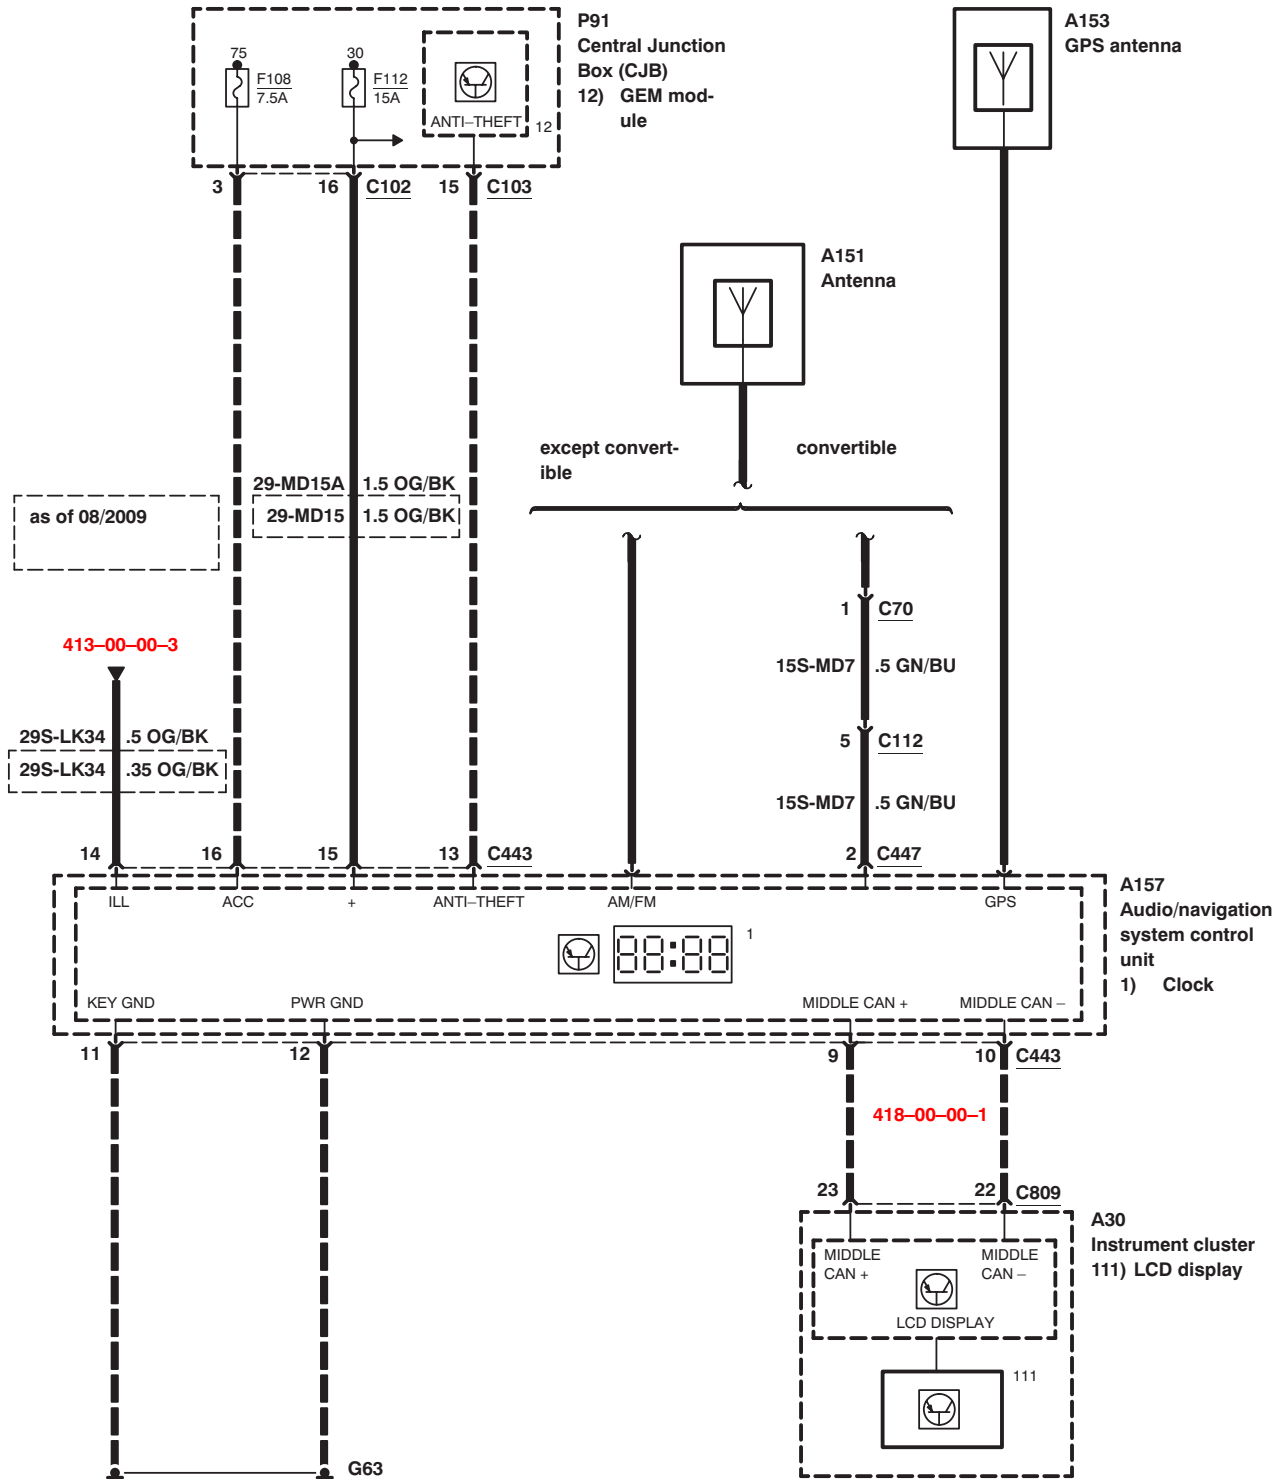 P91
Central Junction
Box (CJB)
12) GEM mod-
ule
A153
GPS antenna
75
F108
7.5A
30
F112
15A
ANTI–THEFT
12
3
16
C102
15
C103
A151
Antenna
except convert-
ible
convertible
29-MD15A 1.5 OG/BK
29-MD15 1.5 OG/BK
as of 08/2009
1
C70
413–00–00–3
15S-MD7 .5 GN/BU
29S-LK34 .5 OG/BK
29S-LK34 .35 OG/BK
5
C112
15S-MD7 .5 GN/BU
14
16
15
13
C443
2
C447
ILL
ACC
+
ANTI–THEFT
AM/FM
GPS
A157
Audio/navigation
system control
unit
1) Clock
88:88
1
KEY GND
PWR GND
MIDDLE CAN +
MIDDLE CAN –
11
12
9
10
C443
418–00–00–1
23
22
C809
A30
Instrument cluster
111) LCD display
MIDDLE
CAN +
MIDDLE
CAN –
LCD DISPLAY
111
G63